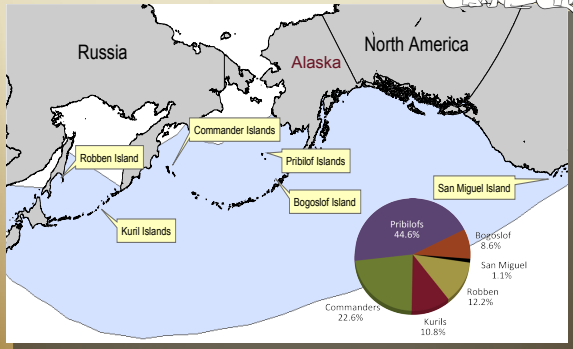 Russia
North America
Alaska
Commander Islands
Robben Island
Pribilof Islands
San Miguel Island
Bogoslof Island
Kuril Islands
Pribilofs
44.6%
Bogoslof
8.6%
San Miguel
1.1%
Robben
12.2%
Commanders
22.6%
Kurils
10.8%